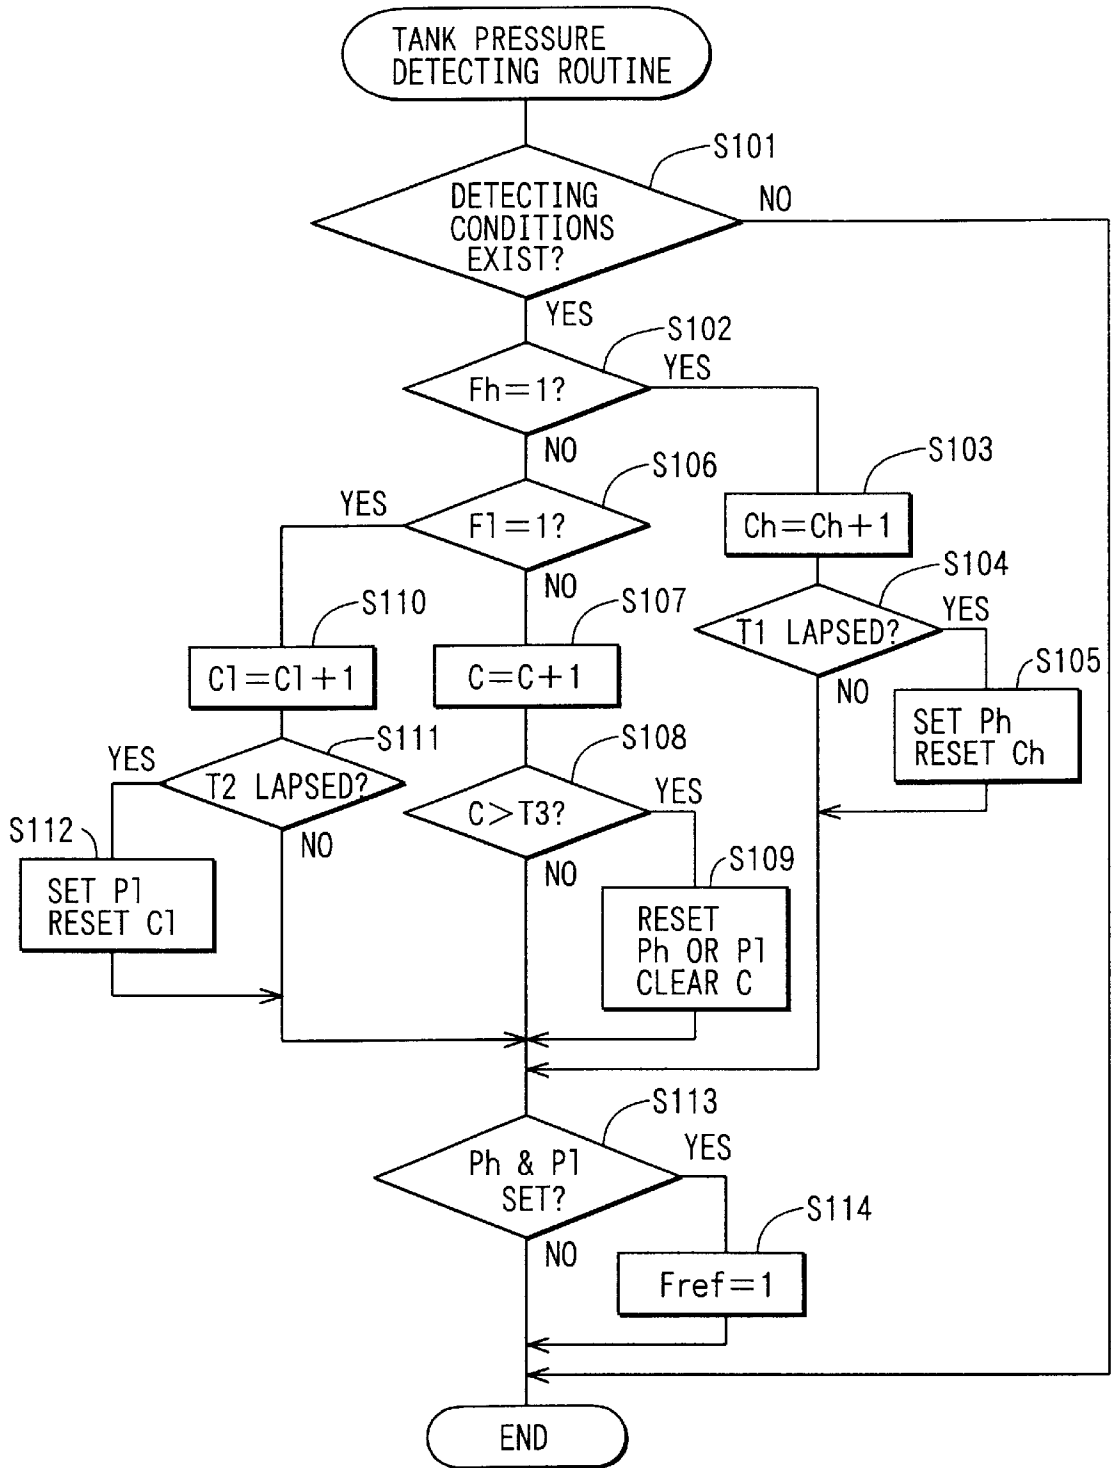 TANK PRESSURE
DETECTING ROUTINE
S101
DETECTING
CONDITIONS
EXIST?
NO
YES
S102
Fh=1?
YES
NO
S103
Ch=Ch+1
S104
T1 LAPSED?
YES
NO
S105
SET Ph
RESET Ch
S106
Fl=1?
YES
NO
S107
C=C+1
S108
C>T3?
YES
NO
S109
RESET
Ph OR Pl
CLEAR C
S110
Cl=Cl+1
S111
T2 LAPSED?
YES
NO
S112
SET Pl
RESET Cl
S113
Ph & Pl
SET?
YES
NO
S114
Fref=1
END